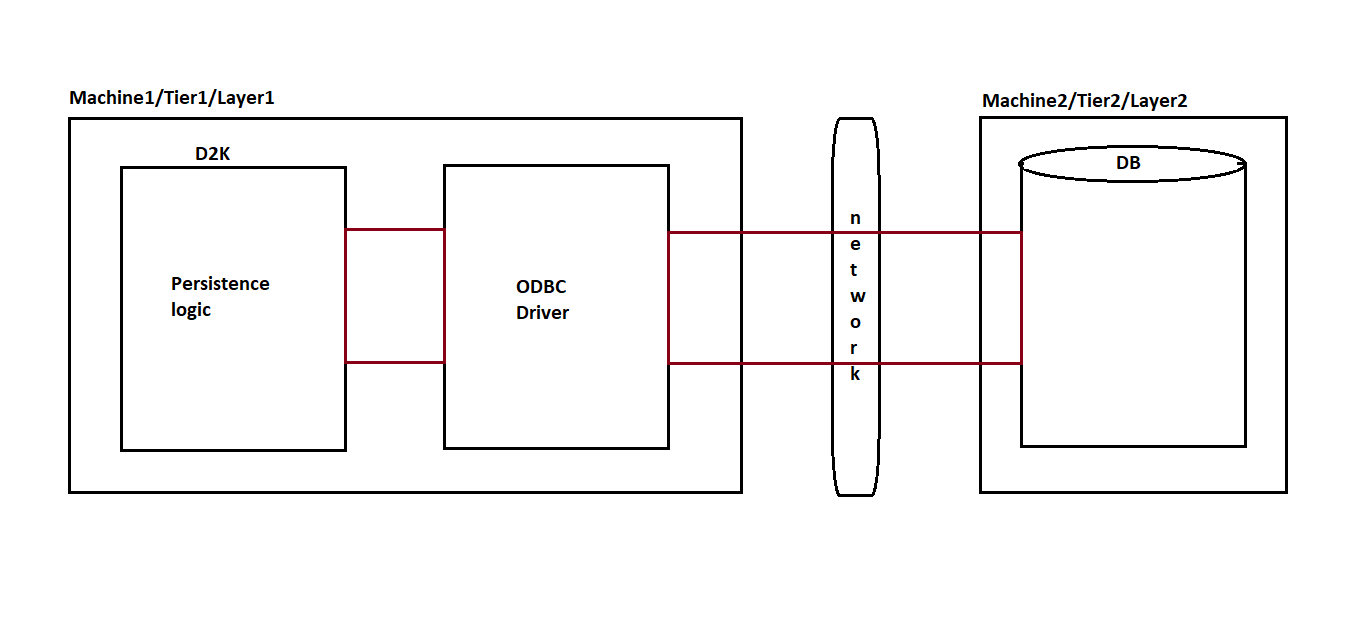 Machine1/Tier1/Layer1
D2K
Persistence
logic
ODBC
Driver
n
e
t
w
o
r
k
Machine2/Tier2/Layer2
DB